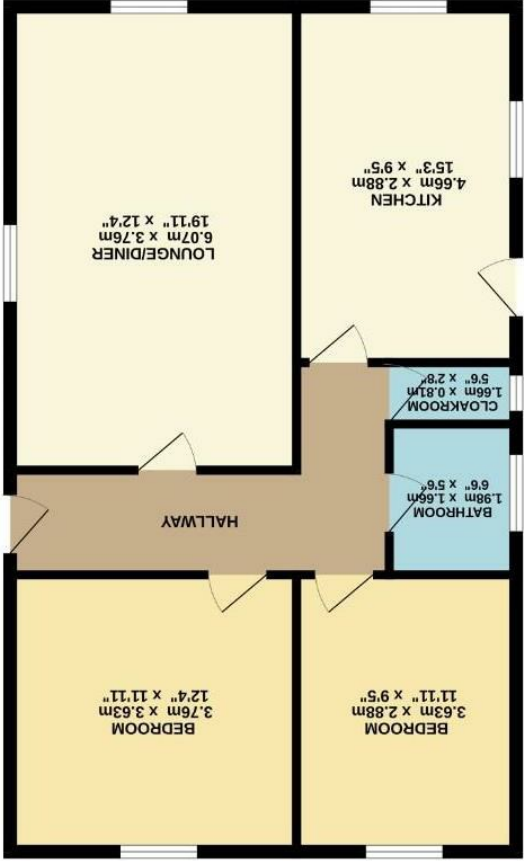 BEDROOM
3.63m x 2.88m
11'11" x 9'5"
BEDROOM
3.76m x 3.63m
12'4" x 11'11"
BATHROOM
1.98m x 1.66m
6'6" x 5'6"
HALLWAY
CLOAKROOM
1.66m x 0.81m
5'6" x 2'8"
KITCHEN
4.66m x 2.88m
15'3" x 9'5"
LOUNGE/DINER
6.07m x 3.76m
19'11" x 12'4"